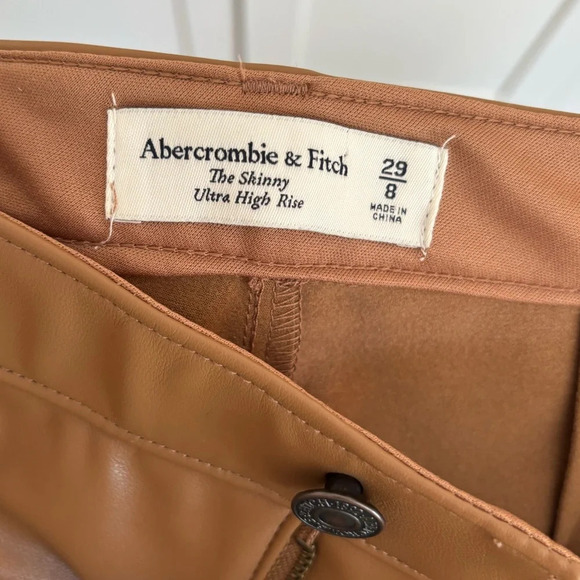 Abercrombie & Fitch
The Skinny
Ultra High Rise
29
8
MADE IN
CHINA